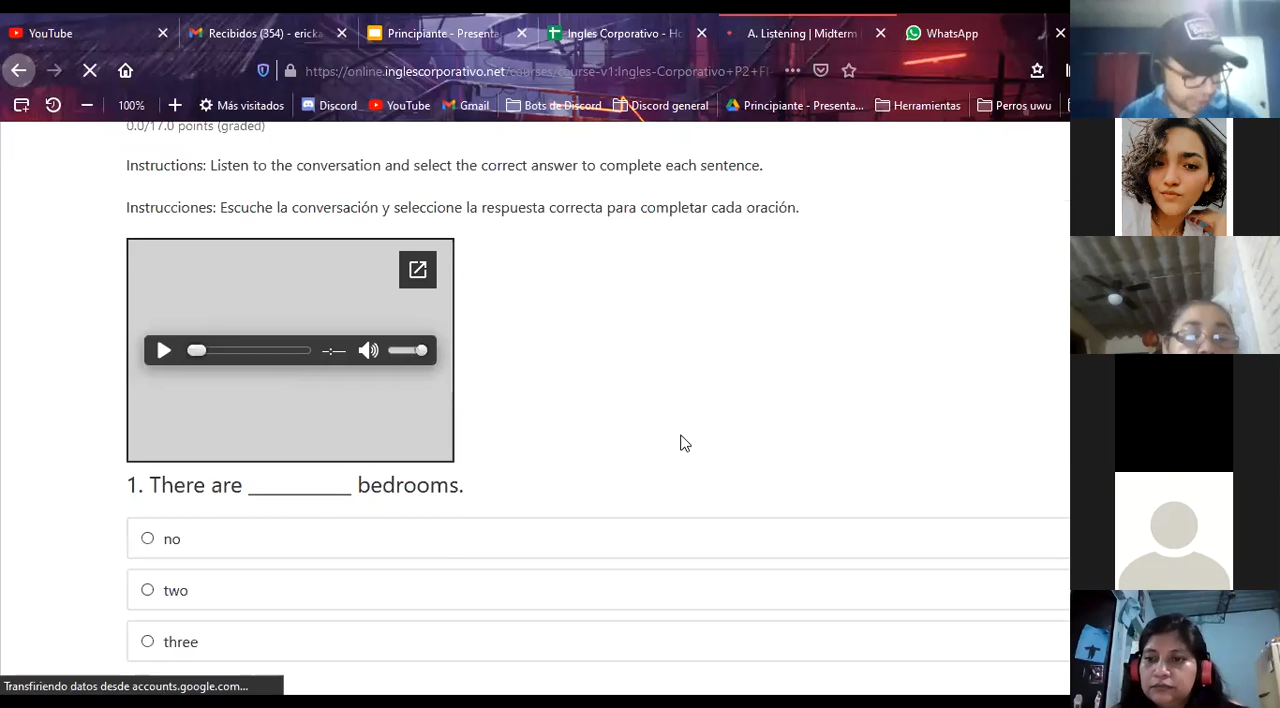 YouTube
Recibidos (354) - ericka
Principiante - Presenta
Ingles Corporativo - Ho
A. Listening | Midterm
WhatsApp
https://online.inglescorporativo.net/courses/course-v1:Ingles-Corporativo+P2+FI
100%
Más visitados
Discord
YouTube
Gmail
Bots de Discord
Discord general
Principiante - Presenta...
Herramientas
Perros uwu
0.0/17.0 points (graded)
Instructions: Listen to the conversation and select the correct answer to complete each sentence.
Instrucciones: Escuche la conversación y seleccione la respuesta correcta para completar cada oración.
-:--
1. There are _________ bedrooms.
no
two
three
Transfiriendo datos desde accounts.google.com...